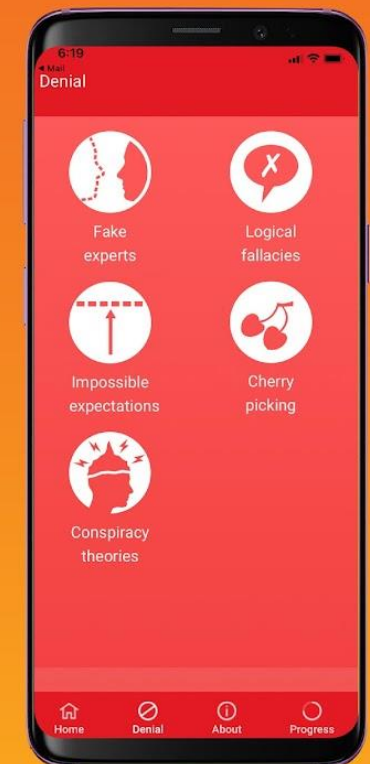 6:19
◀ Mail
Denial
Fake
experts
Logical
fallacies
Impossible
expectations
Cherry
picking
Conspiracy
theories
Home
Denial
About
Progress